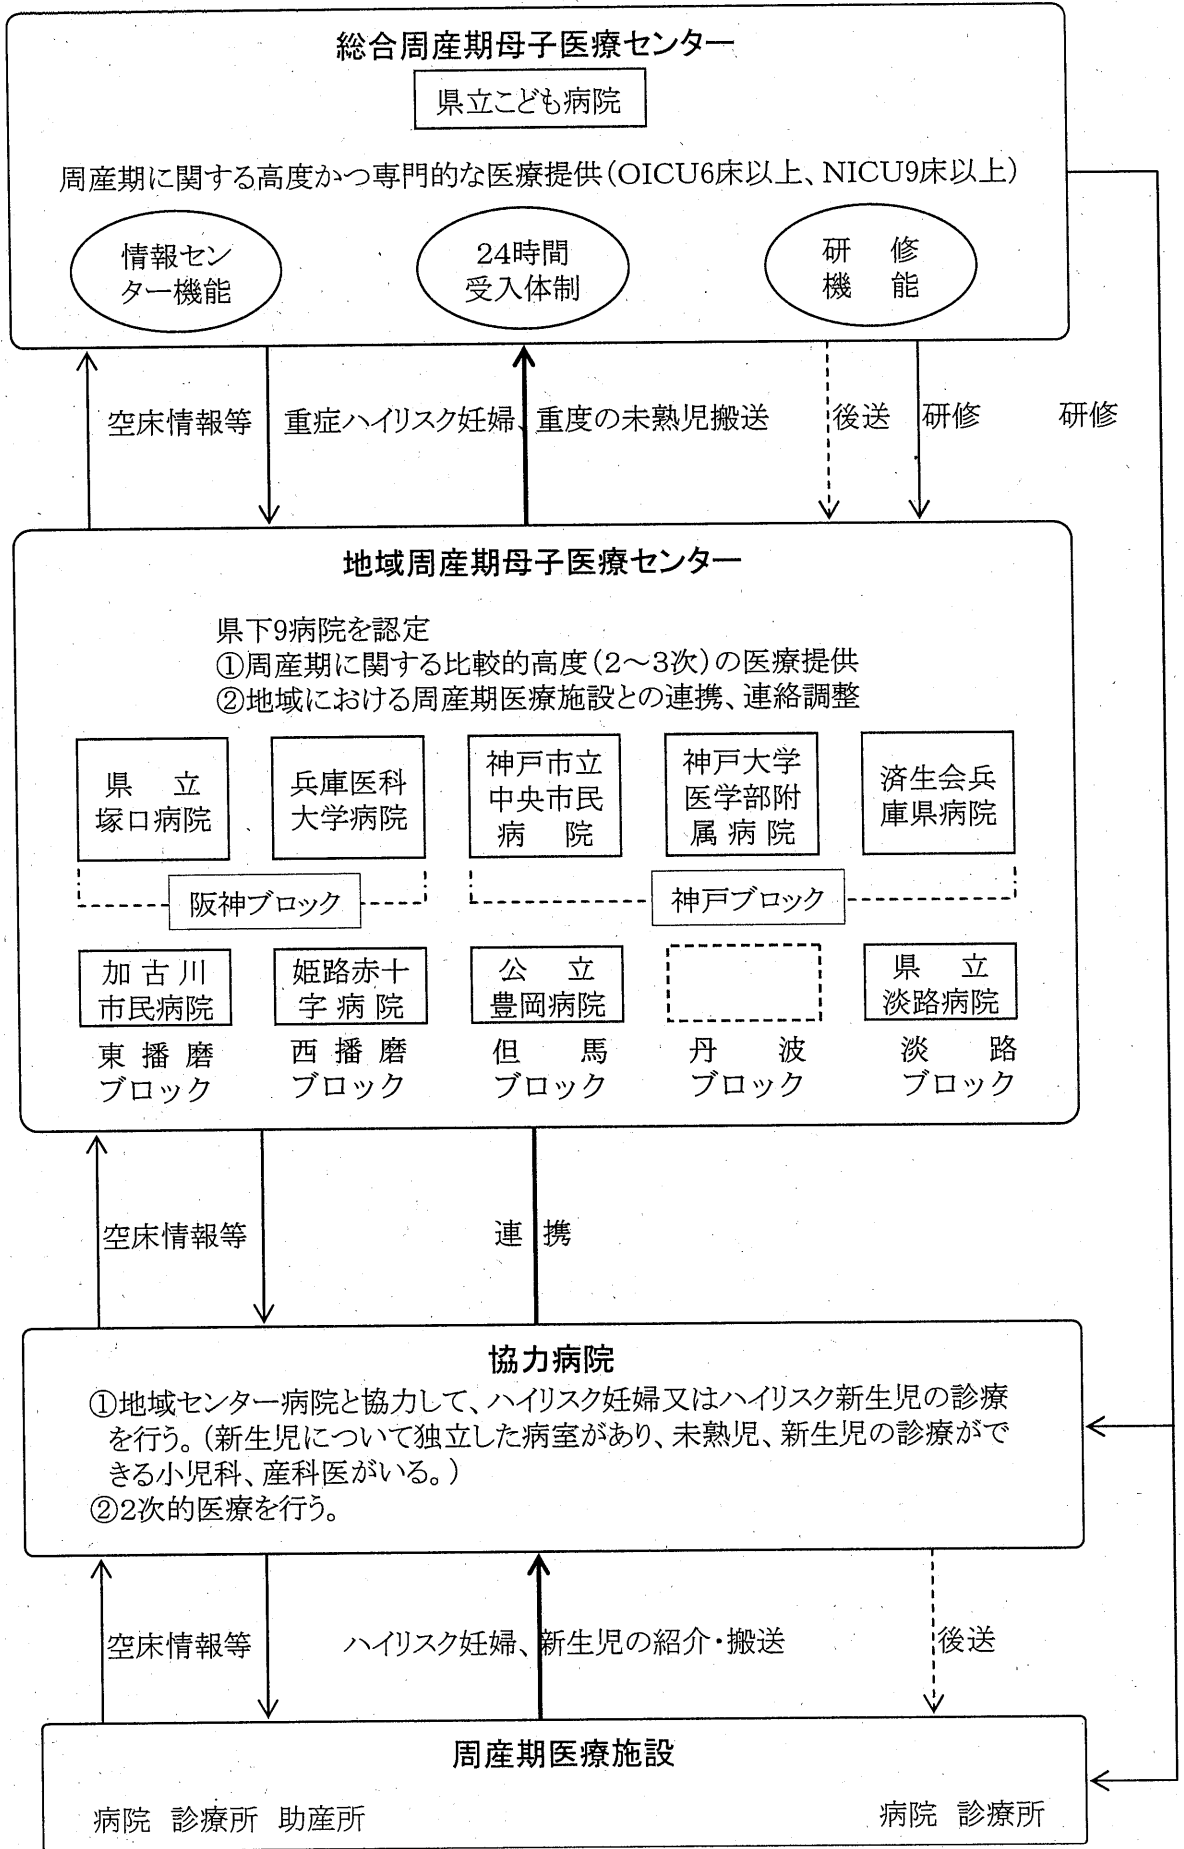 総合周産期母子医療センター
県立こども病院
周産期に関する高度かつ専門的な医療提供(OICU6床以上、NICU9床以上)
情報セン
ター機能
24時間
受入体制
研　修
機　能
空床情報等
重症ハイリスク妊婦、重度の未熟児搬送
後送
研修
研修
地域周産期母子医療センター
県下9病院を認定
①周産期に関する比較的高度(2～3次)の医療提供
②地域における周産期医療施設との連携、連絡調整
県　立
塚口病院
兵庫医科
大学病院
神戸市立
中央市民
病　院
神戸大学
医学部附
属病院
済生会兵
庫県病院
阪神ブロック
神戸ブロック
加古川
市民病院
姫路赤十
字病院
公　立
豊岡病院
県　立
淡路病院
東播磨
ブロック
西播磨
ブロック
但　馬
ブロック
丹　波
ブロック
淡　路
ブロック
空床情報等
連携
協力病院
①地域センター病院と協力して、ハイリスク妊婦又はハイリスク新生児の診療
を行う。(新生児について独立した病室があり、未熟児、新生児の診療がで
きる小児科、産科医がいる。)
②2次的医療を行う。
空床情報等
ハイリスク妊婦、新生児の紹介・搬送
後送
周産期医療施設
病院 診療所 助産所
病院 診療所